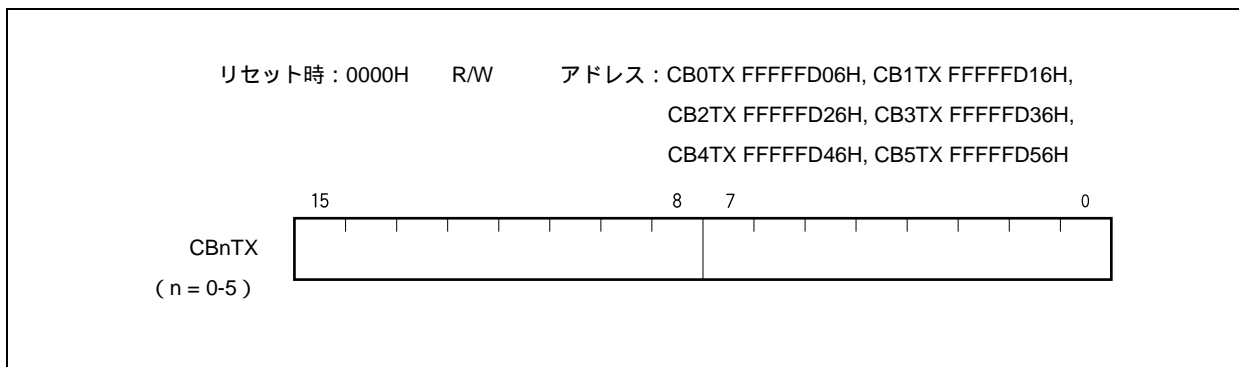 リセット時：0000H　　R/W　　アドレス：CB0TX FFFFFD06H, CB1TX FFFFFD16H,
CB2TX FFFFFD26H, CB3TX FFFFFD36H,
CB4TX FFFFFD46H, CB5TX FFFFFD56H
15 8 7 0
CBnTX
（n = 0-5）